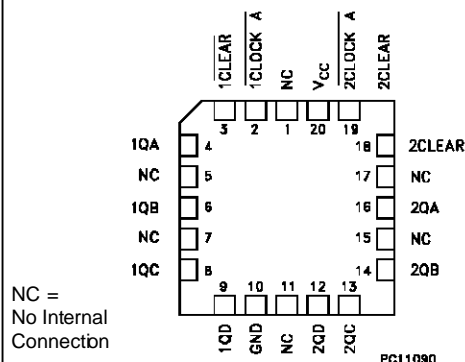 1CLEAR
1CLOCK A
NC
VCC
2CLOCK A
2CLEAR
3 2 1 20 19
1QA 4 18 2CLEAR
NC 5 17 NC
1QB 6 16 2QA
NC 7 15 NC
1QC 8 14 2QB
9 10 11 12 13
1QD
GND
NC
2QD
2QC
NC =
No Internal
Connection
PC11090